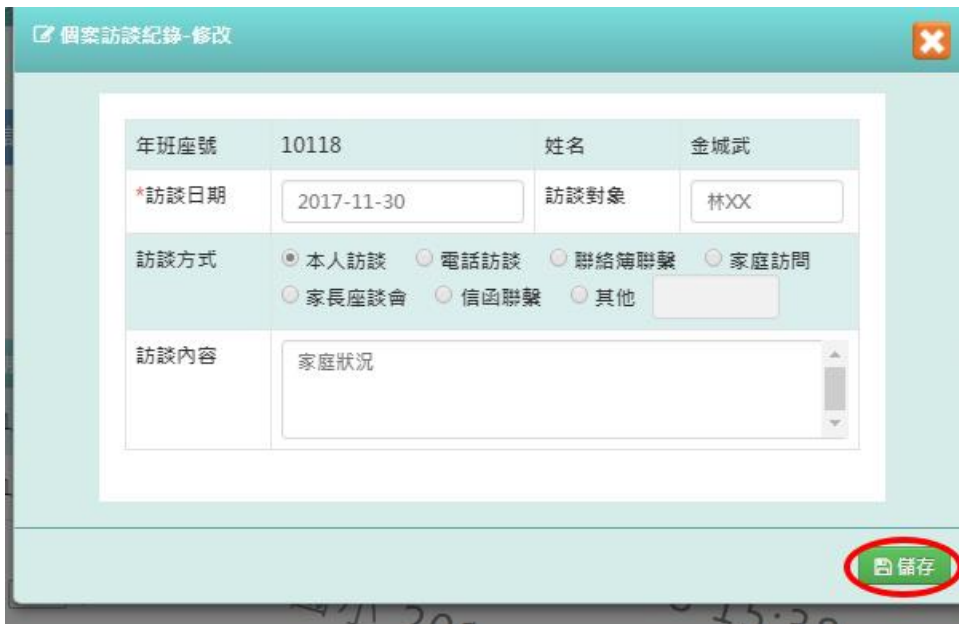 個案訪談紀錄-修改
年班座號 10118 姓名 金城武
*訪談日期 2017-11-30 訪談對象 林XX
訪談方式 本人訪談 電話訪談 聯絡簿聯繫 家庭訪問
家長座談會 信函聯繫 其他
訪談內容 家庭狀況
儲存